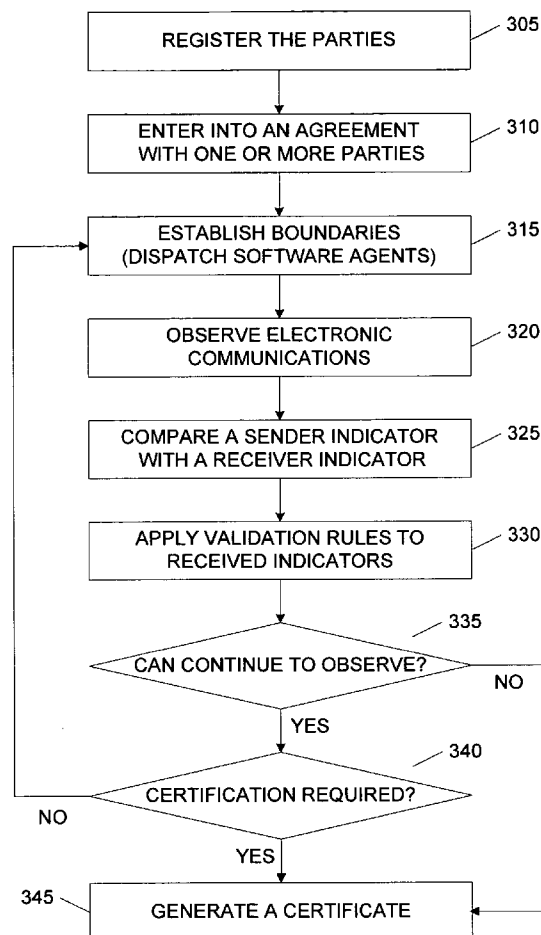 REGISTER THE PARTIES
305
ENTER INTO AN AGREEMENT
WITH ONE OR MORE PARTIES
310
ESTABLISH BOUNDARIES
(DISPATCH SOFTWARE AGENTS)
315
OBSERVE ELECTRONIC
COMMUNICATIONS
320
COMPARE A SENDER INDICATOR
WITH A RECEIVER INDICATOR
325
APPLY VALIDATION RULES TO
RECEIVED INDICATORS
330
335
CAN CONTINUE TO OBSERVE?
NO
YES
340
CERTIFICATION REQUIRED?
NO
YES
345
GENERATE A CERTIFICATE